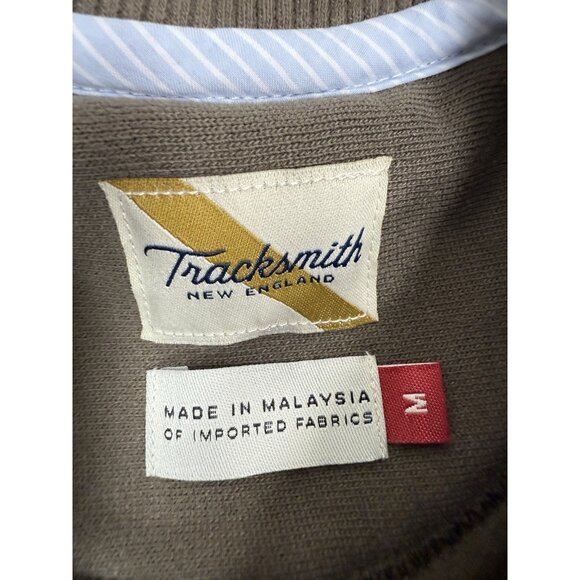 Tracksmith
NEW ENGLAND
MADE IN MALAYSIA
OF IMPORTED FABRICS
M